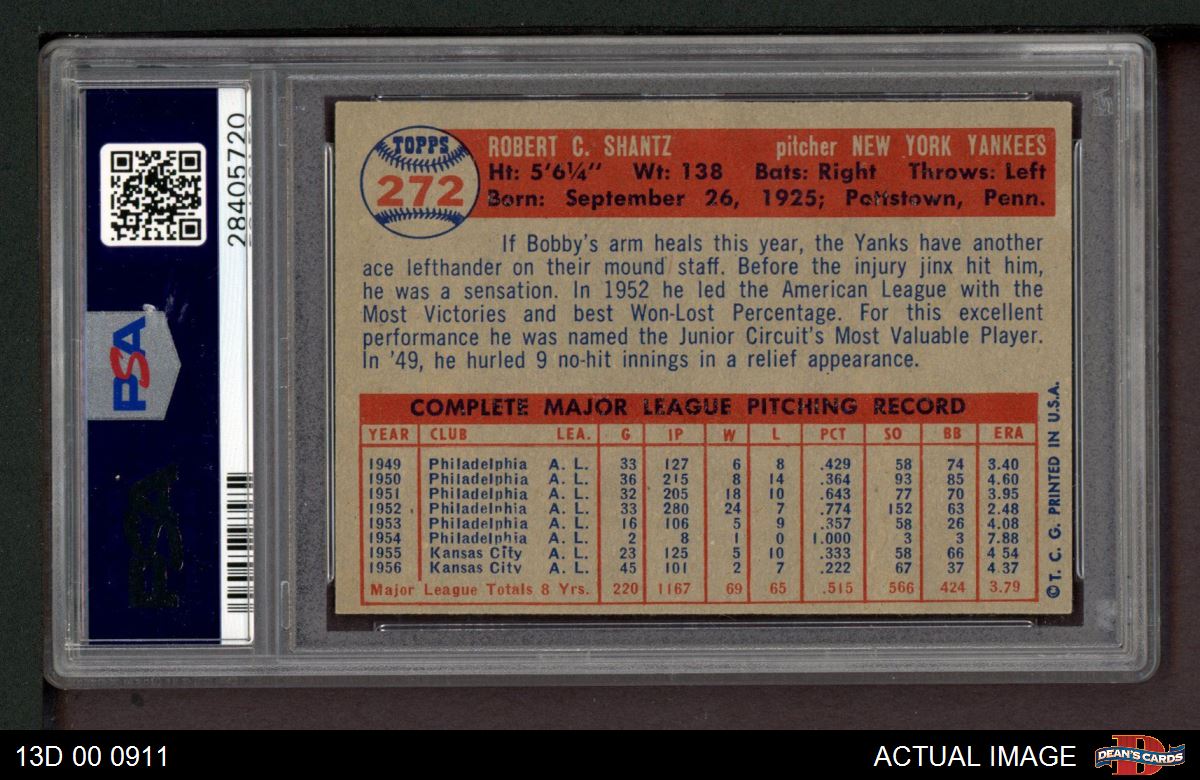 28405720
PSA
PSA
TOPPS
272
ROBERT C. SHANTZ pitcher NEW YORK YANKEES
Ht: 5'6¼" Wt: 138 Bats: Right Throws: Left
Born: September 26, 1925; Pottstown, Penn.
If Bobby's arm heals this year, the Yanks have another
ace lefthander on their mound staff. Before the injury jinx hit him,
he was a sensation. In 1952 he led the American League with the
Most Victories and best Won-Lost Percentage. For this excellent
performance he was named the Junior Circuit's Most Valuable Player.
In '49, he hurled 9 no-hit innings in a relief appearance.
COMPLETE MAJOR LEAGUE PITCHING RECORD
YEAR CLUB LEA. G IP W L PCT SO BB ERA
1949 Philadelphia A. L. 33 127 6 8 .429 58 74 3.40
1950 Philadelphia A. L. 36 215 8 14 .364 93 85 4.60
1951 Philadelphia A. L. 32 205 18 10 .643 77 70 3.95
1952 Philadelphia A. L. 33 280 24 7 .774 152 63 2.48
1953 Philadelphia A. L. 16 106 5 9 .357 58 26 4.08
1954 Philadelphia A. L. 2 8 1 0 1.000 3 3 7.88
1955 Kansas City A. L. 23 125 5 10 .333 58 66 4 54
1956 Kansas City A. L. 45 101 2 7 .222 67 37 4.37
Major League Totals 8 Yrs. 220 1167 69 65 .515 566 424 3.79
©T. C. G. PRINTED IN U.S.A.
13D 00 0911
ACTUAL IMAGE
DEAN'S CARDS